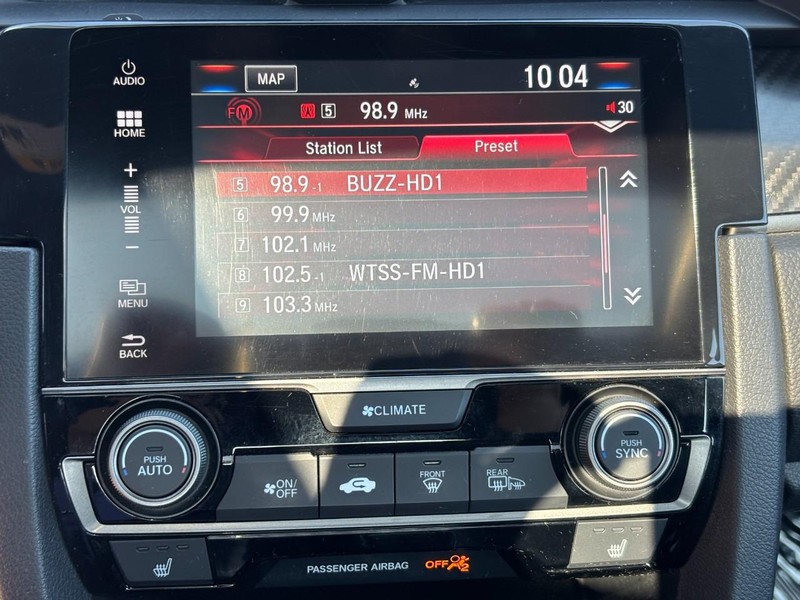 AUDIO
MAP
10 04
FM
5
98.9 MHz
30
HOME
Station List
Preset
+
VOL
−
5 98.9-1 BUZZ-HD1
6 99.9 MHz
7 102.1 MHz
8 102.5-1 WTSS-FM-HD1
9 103.3 MHz
MENU
BACK
CLIMATE
PUSH
AUTO
PUSH
SYNC
ON/
OFF
FRONT
REAR
PASSENGER AIRBAG OFF 2